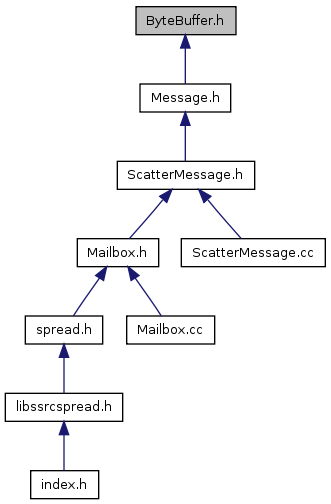 ByteBuffer.h
Message.h
ScatterMessage.h
Mailbox.h
ScatterMessage.cc
spread.h
Mailbox.cc
libssrcspread.h
index.h